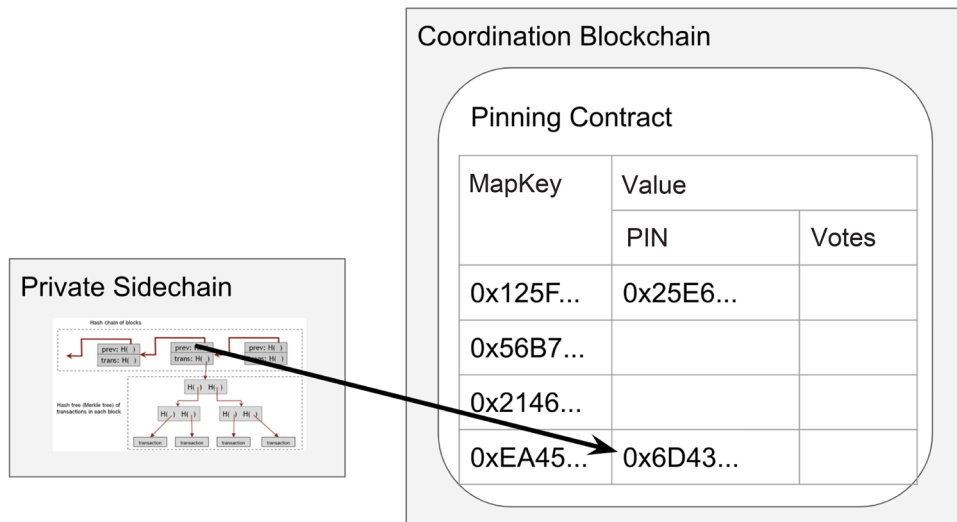 Coordination Blockchain
Pinning Contract
MapKey Value
PIN Votes
0x125F... 0x25E6...
0x56B7...
0x2146...
0xEA45... 0x6D43...
Private Sidechain
Hash chain of blocks
prev: H( ) prev: H( prev: H( )
trans: H( ) trans: H( ) trans: H( )
H( ) H( )
Hash tree (Merkle tree) of
transactions in each block
H( ) H( ) H( ) H( )
transaction transaction transaction transaction